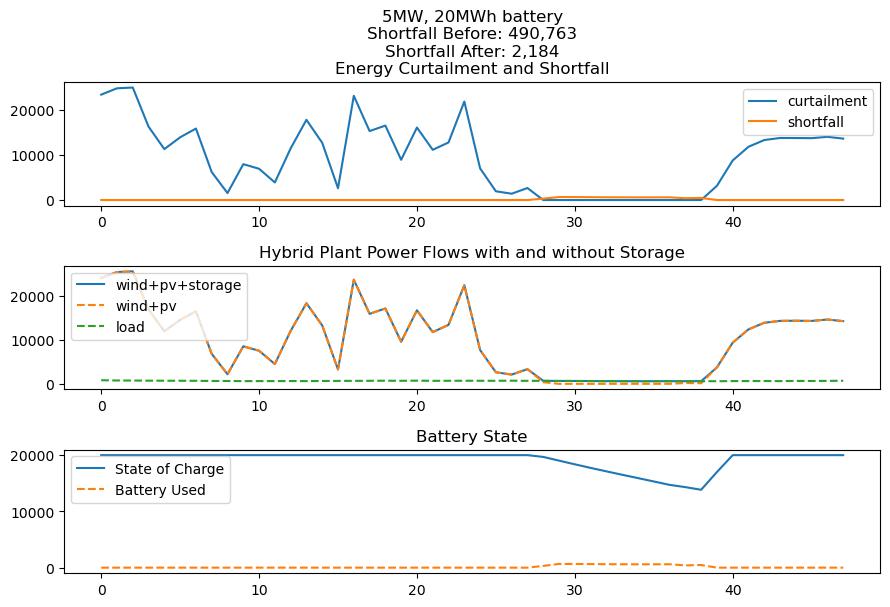 5MW, 20MWh battery
Shortfall Before: 490,763
Shortfall After: 2,184
Energy Curtailment and Shortfall
20000
10000
0
curtailment
shortfall
0
10
20
30
40
Hybrid Plant Power Flows with and without Storage
20000
10000
0
wind+pv+storage
wind+pv
load
0
10
20
30
40
Battery State
20000
10000
0
State of Charge
Battery Used
0
10
20
30
40